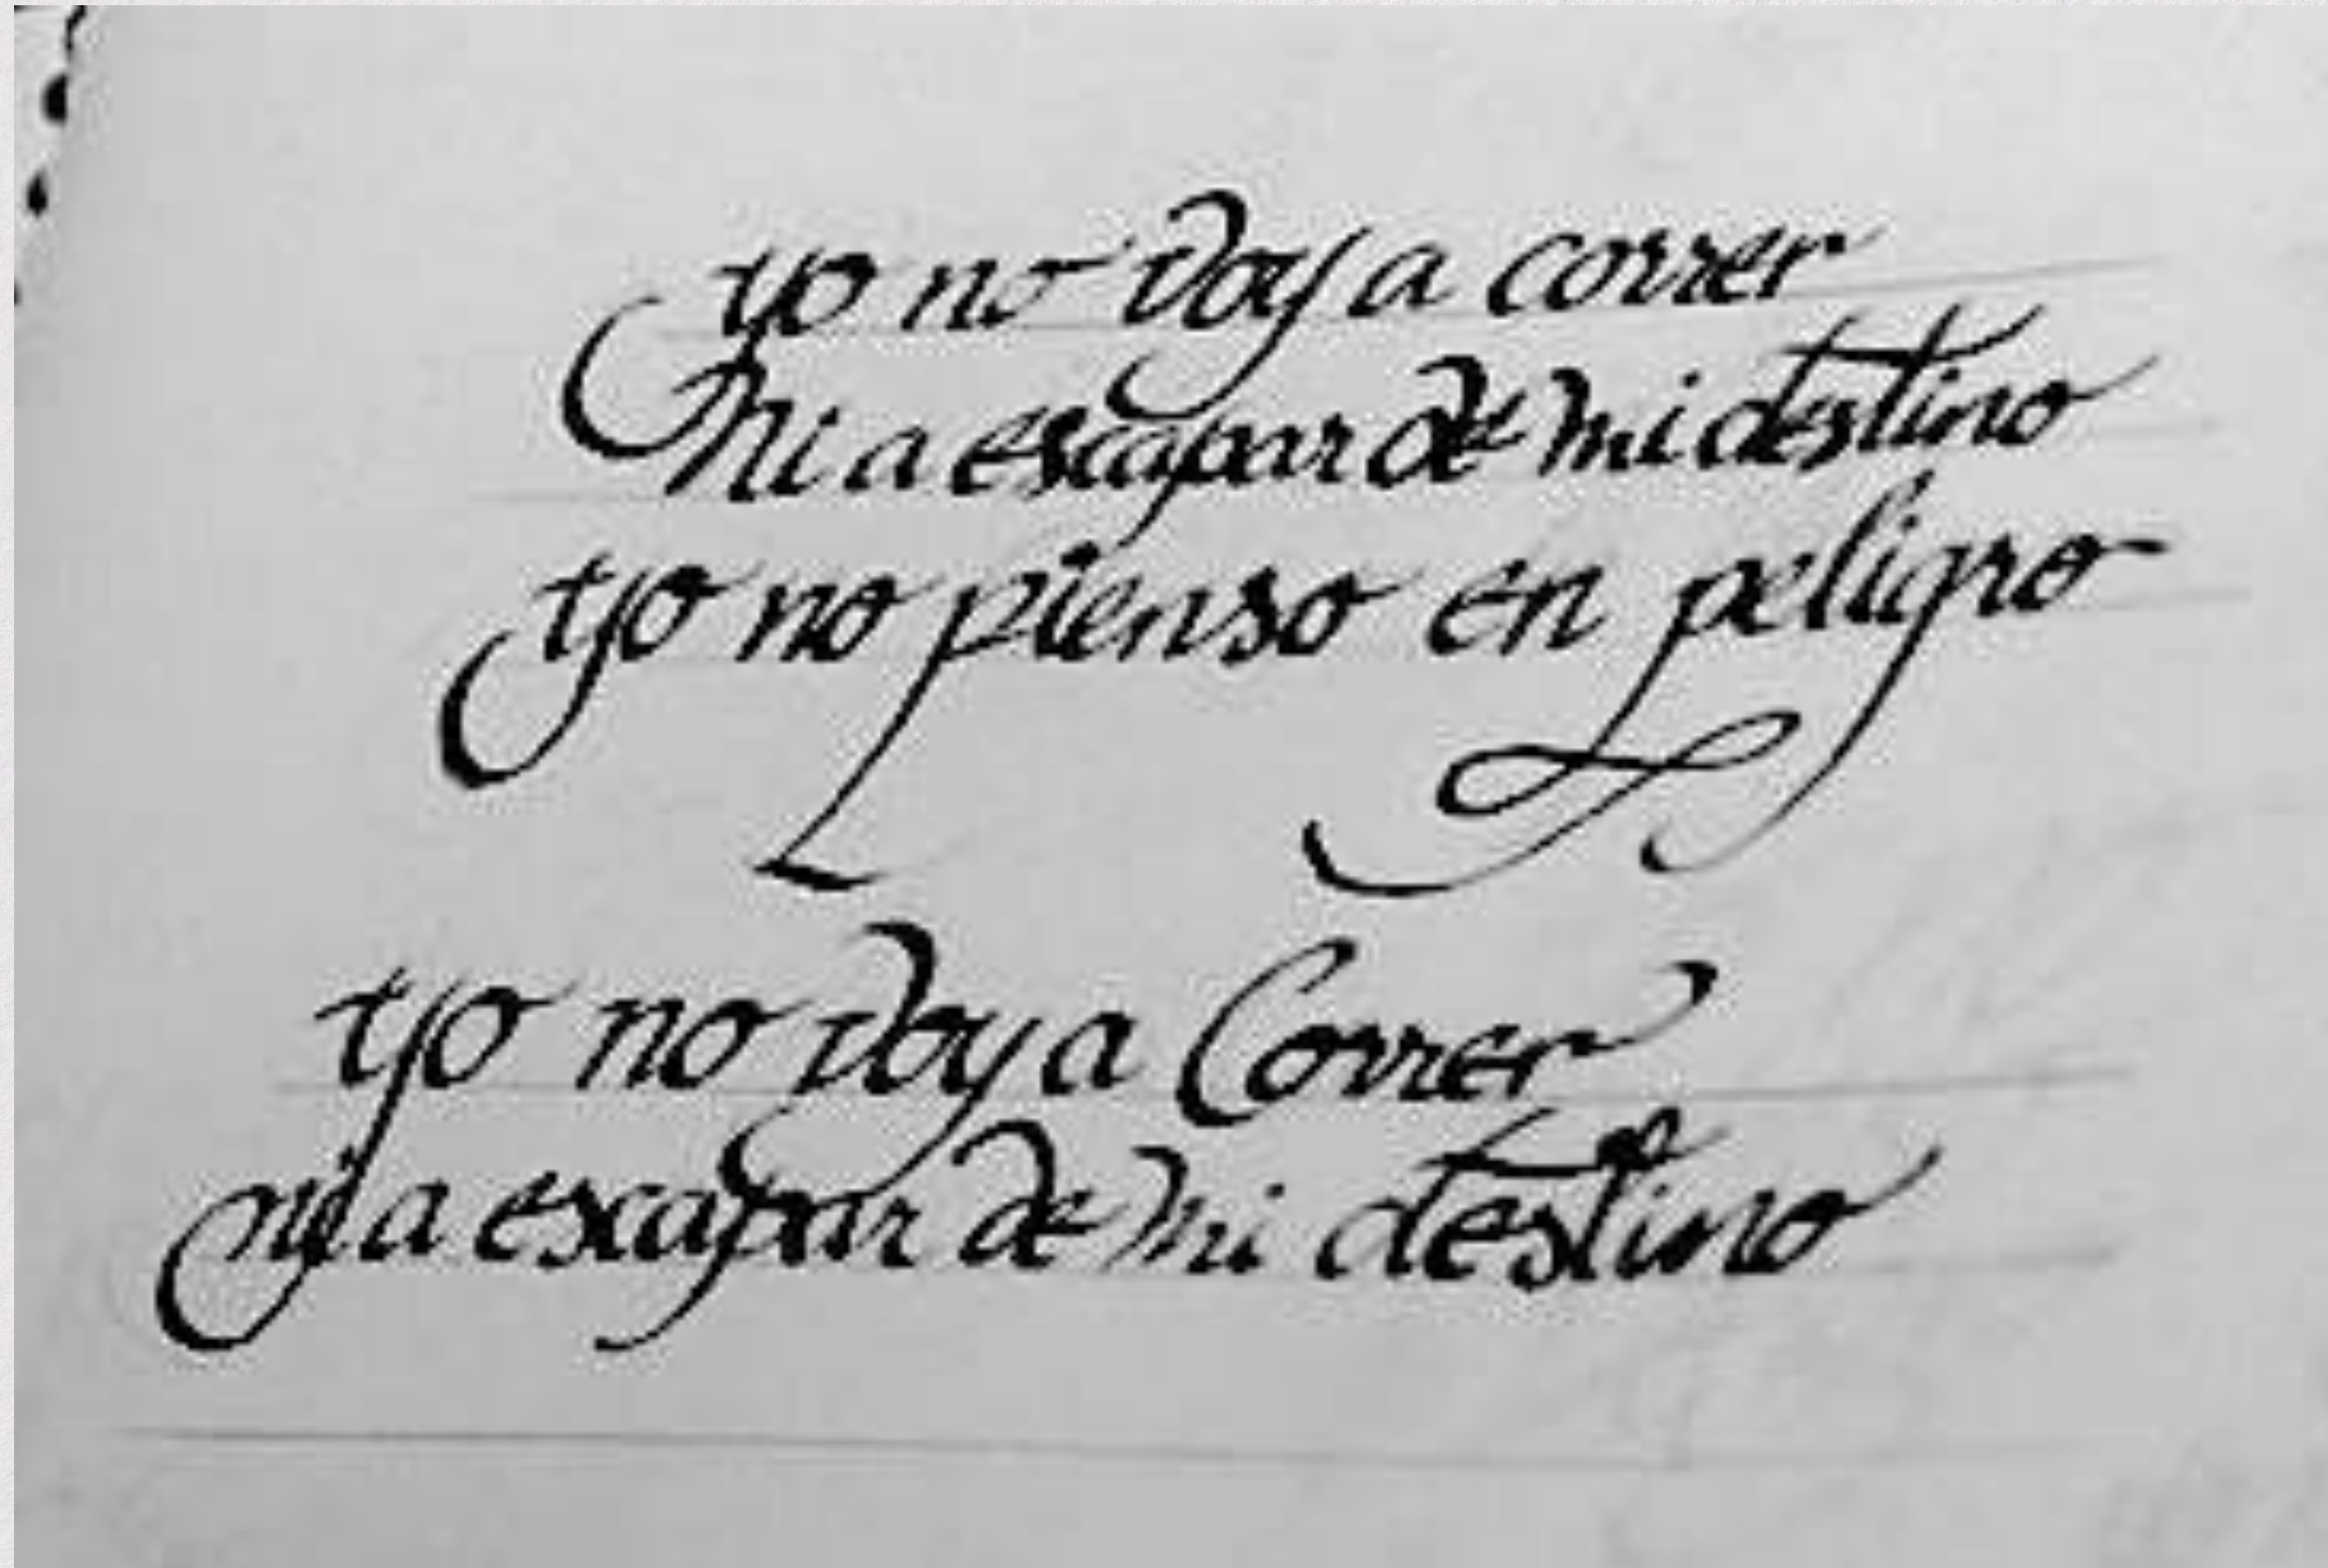 yo no voy a correr
Ni a escapar de mi destino
yo no pienso en peligro
yo no voy a Correr
ni a escapar de mi destino